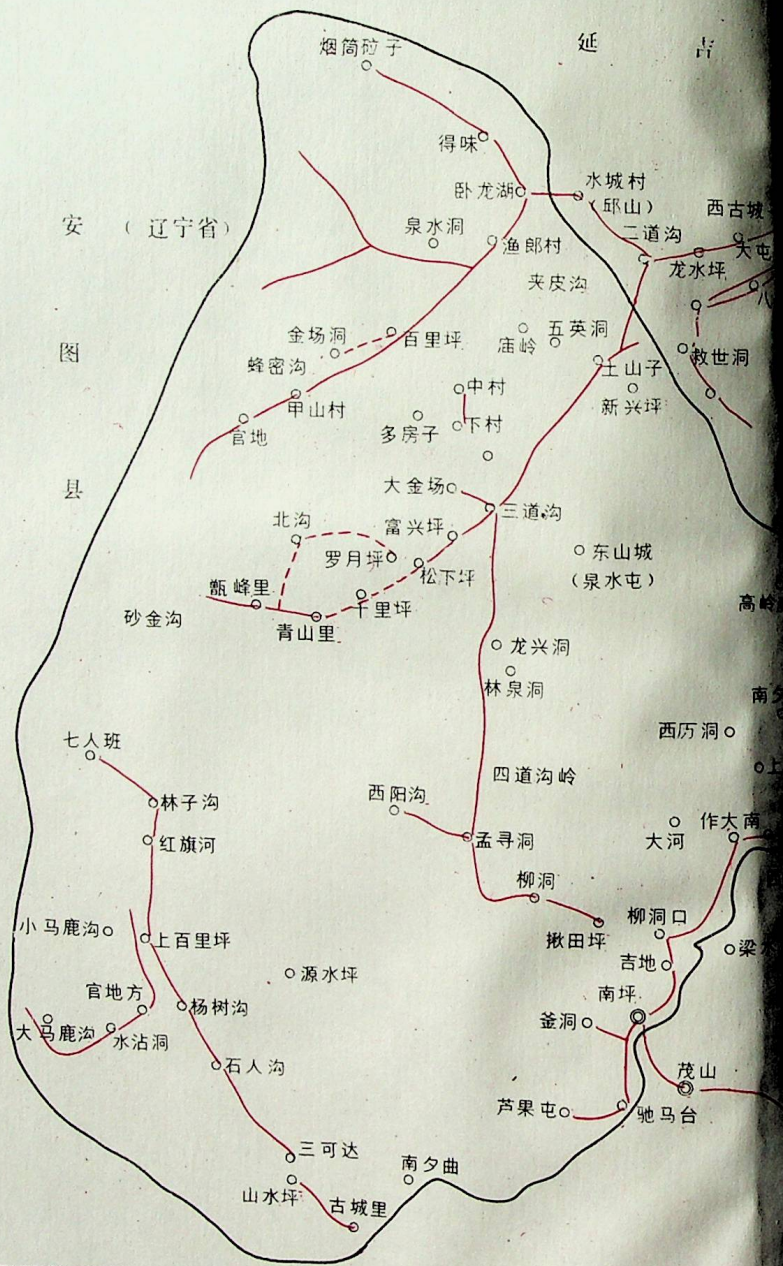 烟筒砬子
延 吉
得味
卧龙湖
水城村
（邱山）
西古城
安 （辽宁省）
泉水洞
渔郎村
二道沟
大屯
龙水坪
夹皮沟
八
金场洞
百里坪
庙岭
五英洞
救世洞
图
蜂密沟
土山子
甲山村
中村
新兴坪
官地
多房子
下村
县
大金场
三道沟
北沟
富兴坪
罗月坪
松下坪
东山城
（泉水屯）
甑峰里
千里坪
砂金沟
青山里
高岭
龙兴洞
林泉洞
南夕
七人班
西历洞
四道沟岭
上
林子沟
西阳沟
红旗河
孟寻洞
大河
作大南
柳洞
小马鹿沟
上百里坪
揪田坪
柳洞口
梁
吉地
源水坪
官地方
杨树沟
南坪
大马鹿沟
水沾洞
釜洞
石人沟
茂山
芦果屯
驰马台
三可达
南夕曲
山水坪
古城里